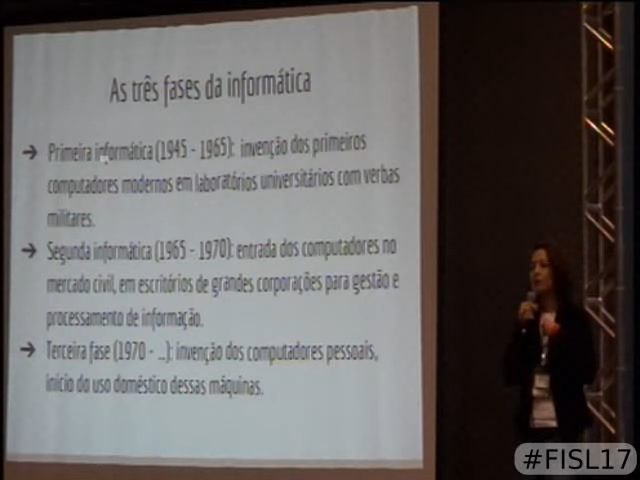 As três fases da informática
➔ Primeira informática (1945 - 1965): invenção dos primeiros
computadores modernos em laboratórios universitários com verbas
militares.
➔ Segunda informática (1965 - 1970): entrada dos computadores no
mercado civil, em escritórios de grandes corporações para gestão e
processamento de informação.
➔ Terceira fase (1970 - ...): invenção dos computadores pessoais,
início do uso doméstico dessas máquinas.
#FISL17